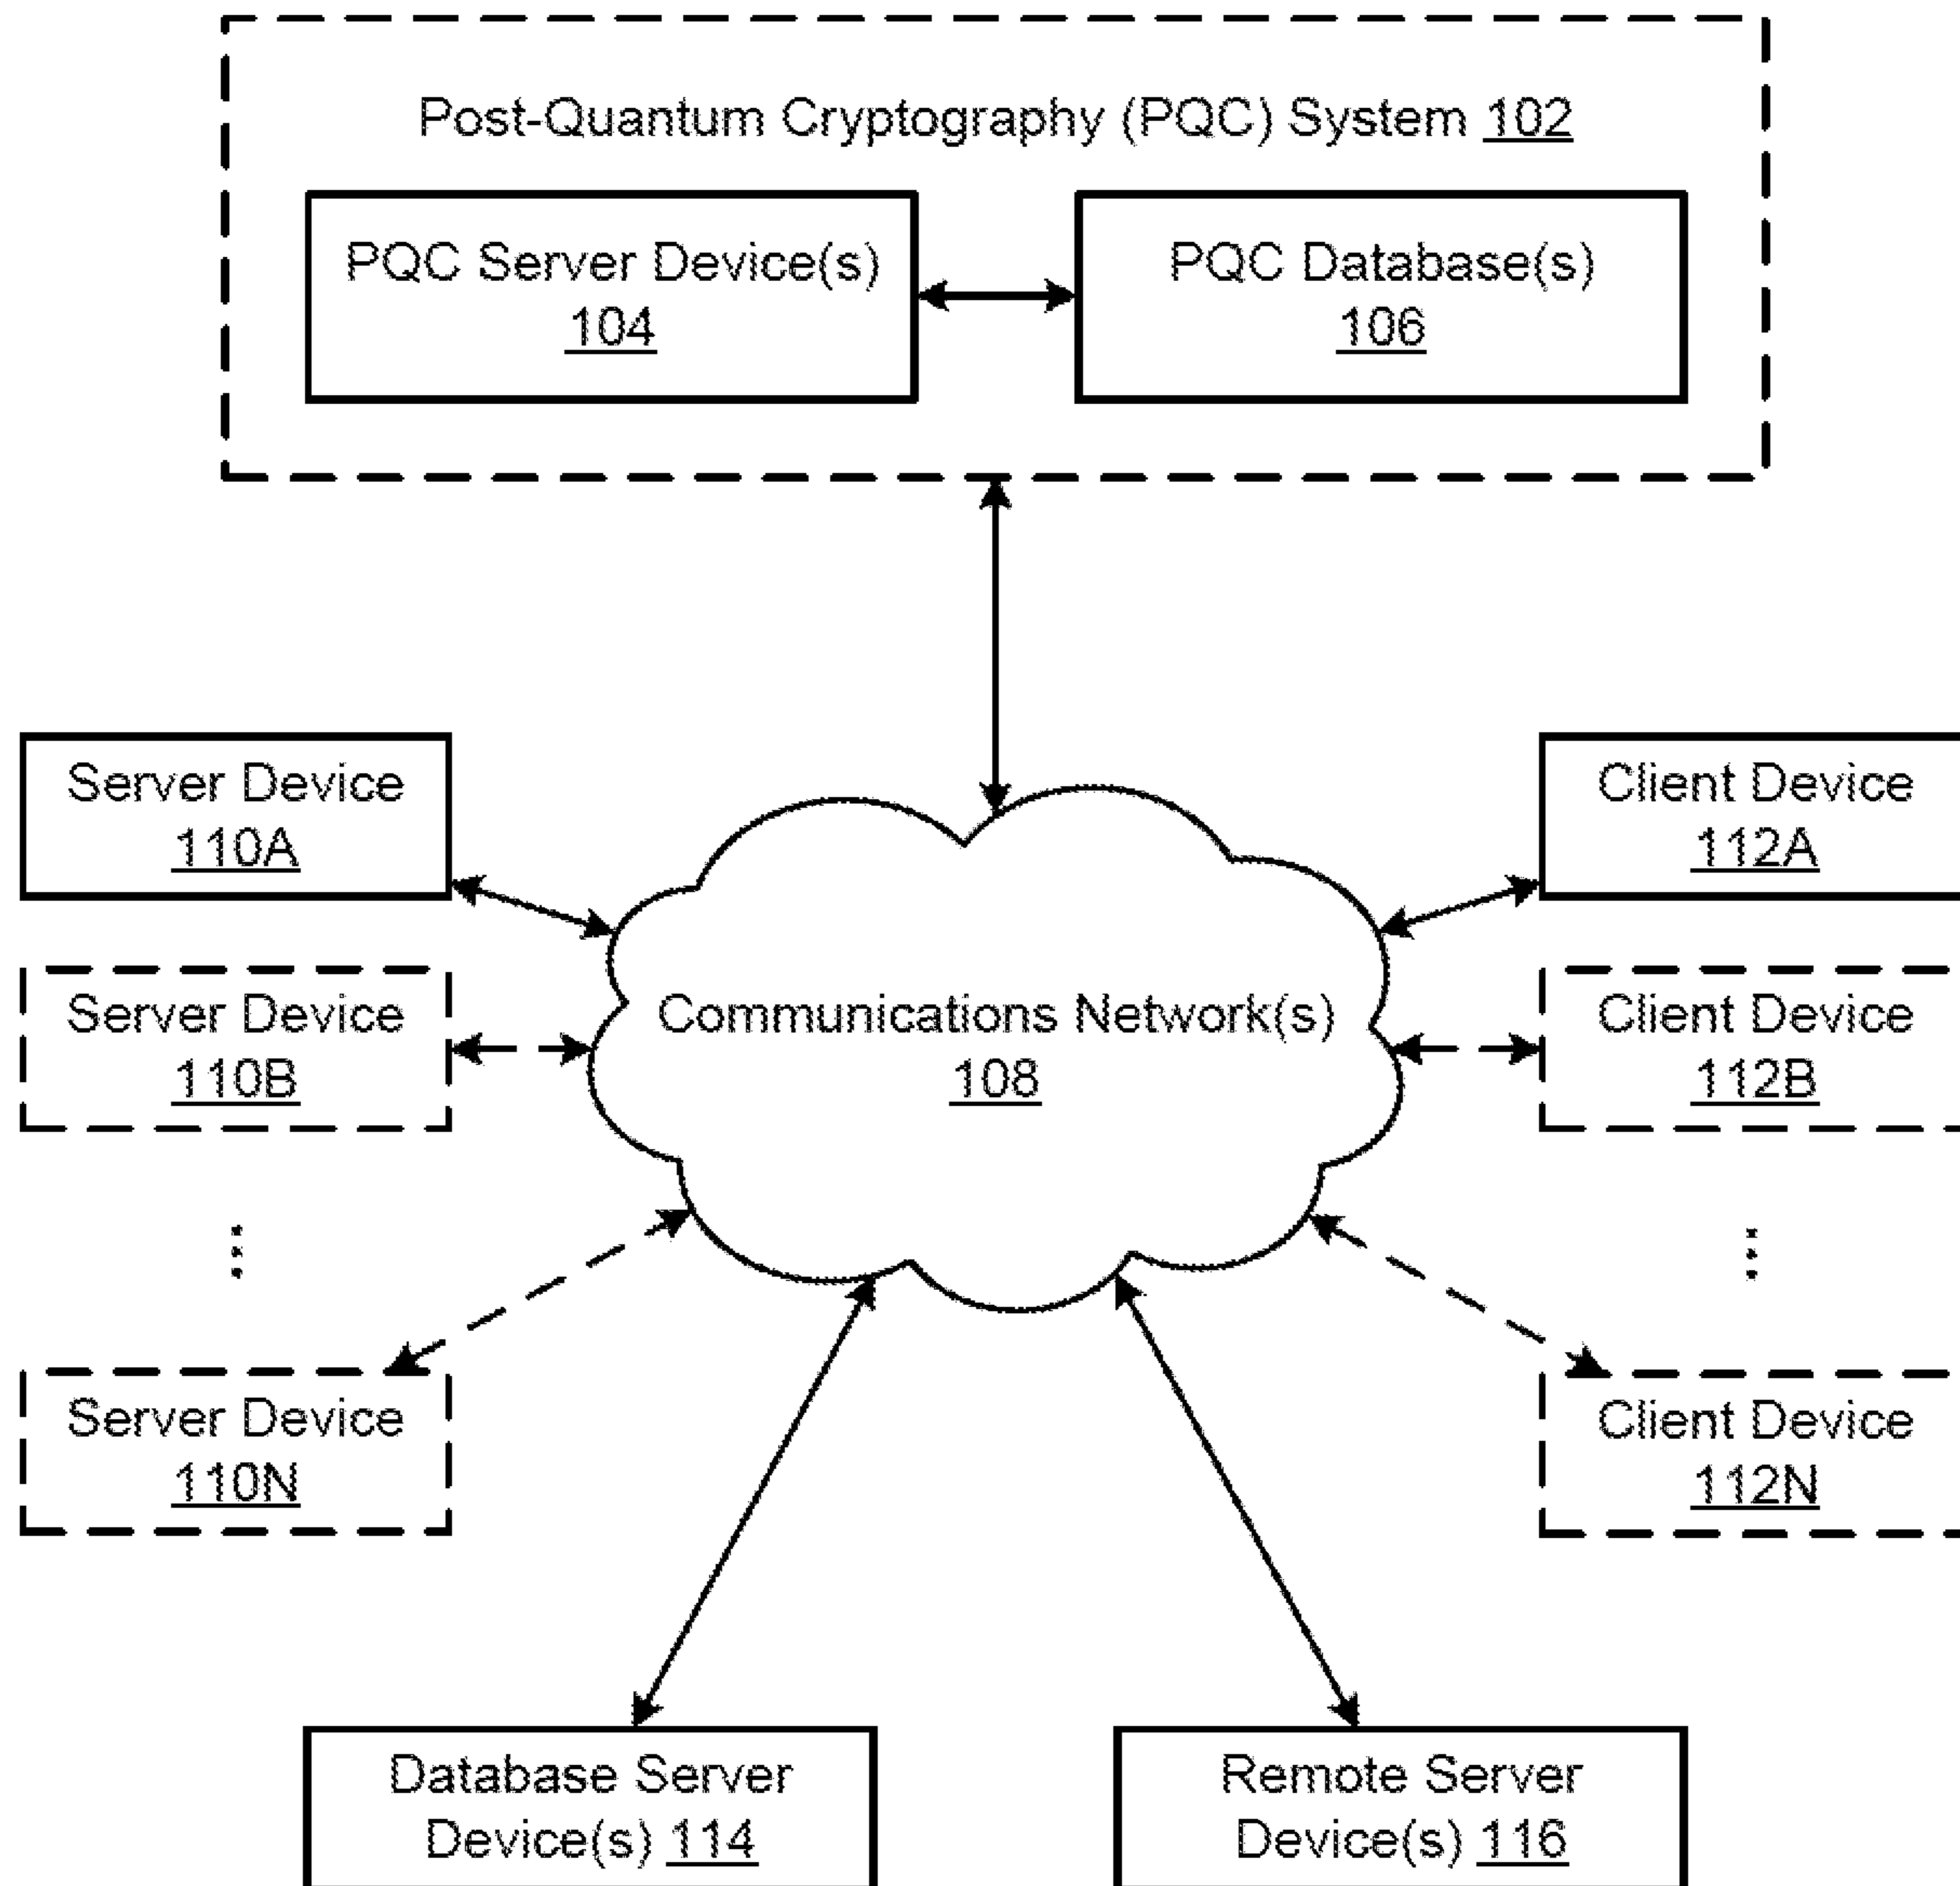 Post-Quantum Cryptography (PQC) System 102
PQC Server Device(s)
104
PQC Database(s)
106
Server Device
110A
Client Device
112A
Communications Network(s)
108
Server Device
110B
Client Device
112B
Server Device
110N
Client Device
112N
Database Server
Device(s) 114
Remote Server
Device(s) 116